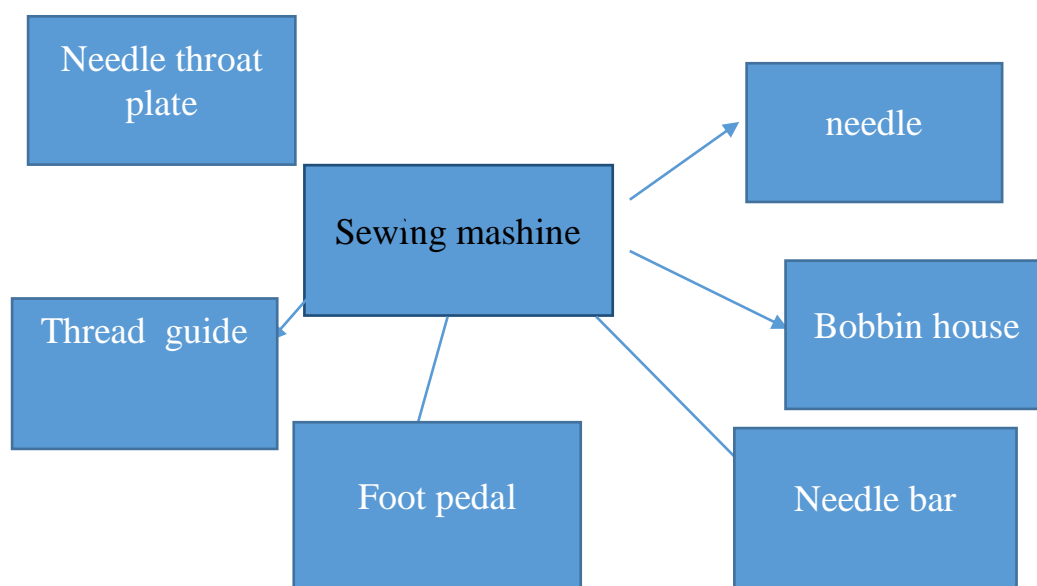 Needle throat
plate
needle
Sewing mashine
Thread  guide
Bobbin house
Foot pedal
Needle bar